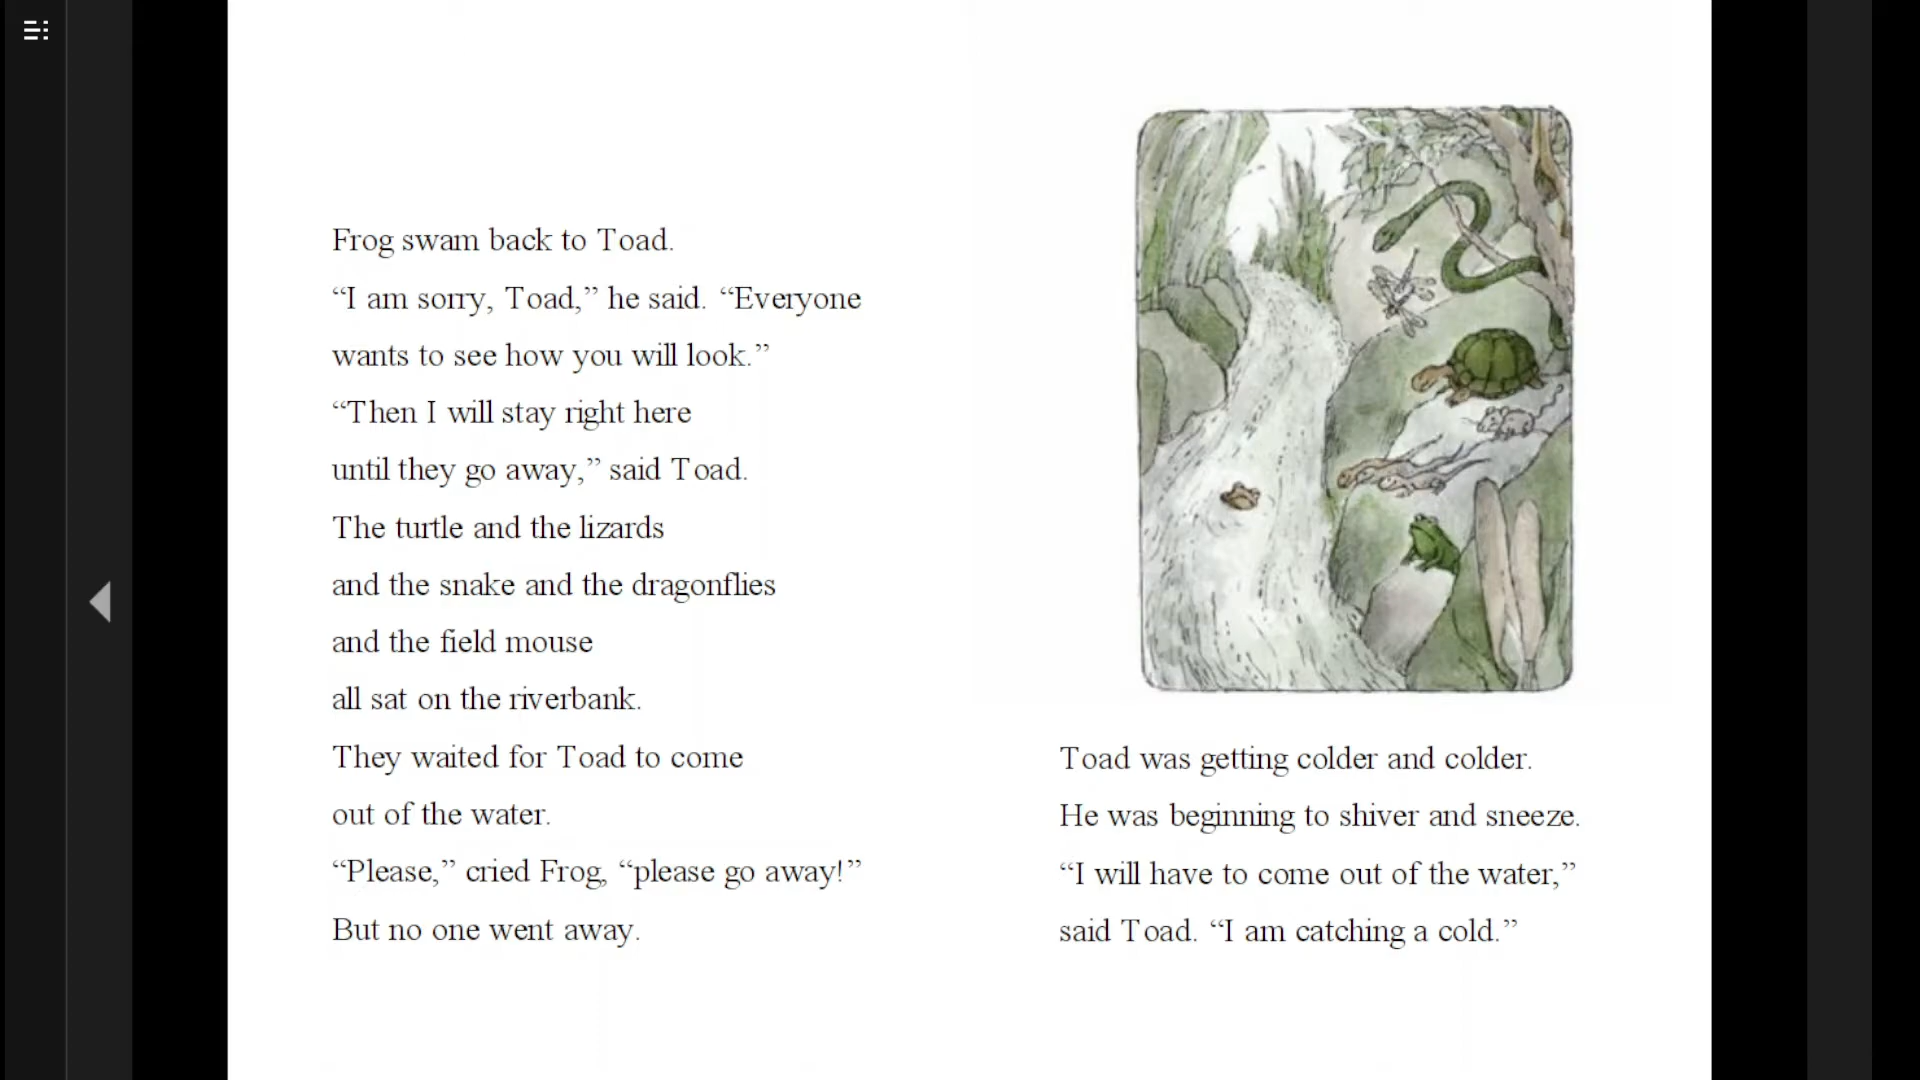 Frog swam back to Toad.
“I am sorry, Toad,” he said. “Everyone
wants to see how you will look.”
“Then I will stay right here
until they go away,” said Toad.
The turtle and the lizards
and the snake and the dragonflies
and the field mouse
all sat on the riverbank.
They waited for Toad to come
out of the water.
“Please,” cried Frog, “please go away!”
But no one went away.
Toad was getting colder and colder.
He was beginning to shiver and sneeze.
“I will have to come out of the water,”
said Toad. “I am catching a cold.”